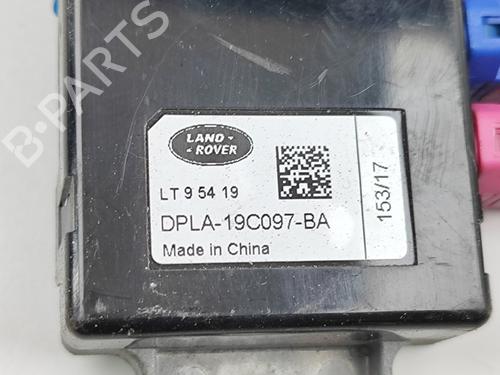 B-PARTS
LAND-
-ROVER
LT 9 54 19
DPLA-19C097-BA
Made in China
153/17